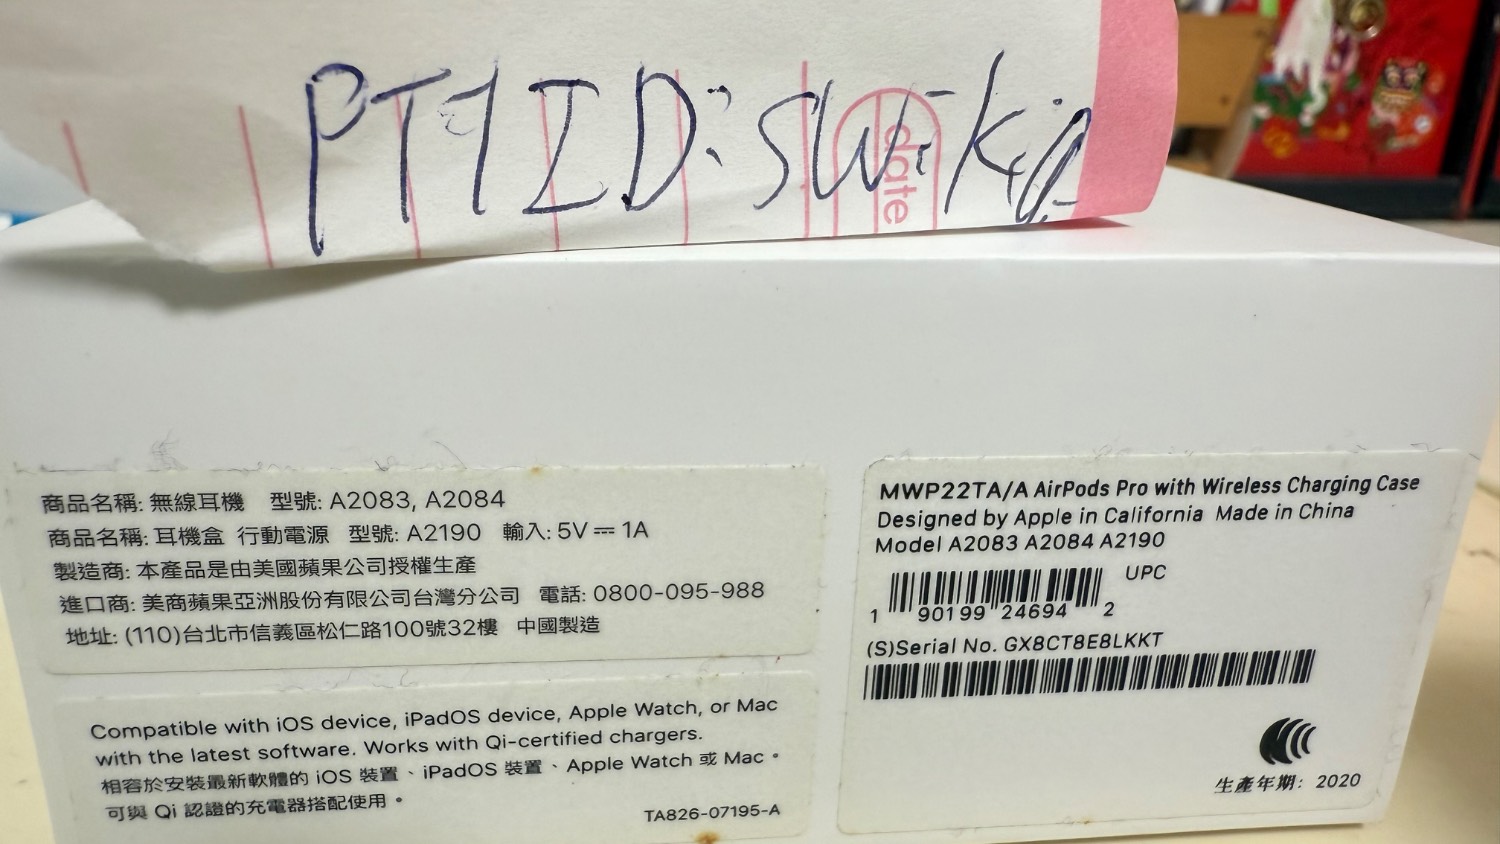 PTT ID: swikia
date
商品名稱: 無線耳機 型號: A2083, A2084
商品名稱: 耳機盒 行動電源 型號: A2190 輸入: 5V ⎓ 1A
製造商: 本產品是由美國蘋果公司授權生產
進口商: 美商蘋果亞洲股份有限公司台灣分公司 電話: 0800-095-988
地址: (110)台北市信義區松仁路100號32樓 中國製造
Compatible with iOS device, iPadOS device, Apple Watch, or Mac
with the latest software. Works with Qi-certified chargers.
相容於安裝最新軟體的 iOS 裝置、iPadOS 裝置、Apple Watch 或 Mac。
可與 Qi 認證的充電器搭配使用。
TA826-07195-A
MWP22TA/A AirPods Pro with Wireless Charging Case
Designed by Apple in California Made in China
Model A2083 A2084 A2190
UPC
1 90199 24694 2
(S)Serial No. GX8CT8E8LKKT
生產年期: 2020